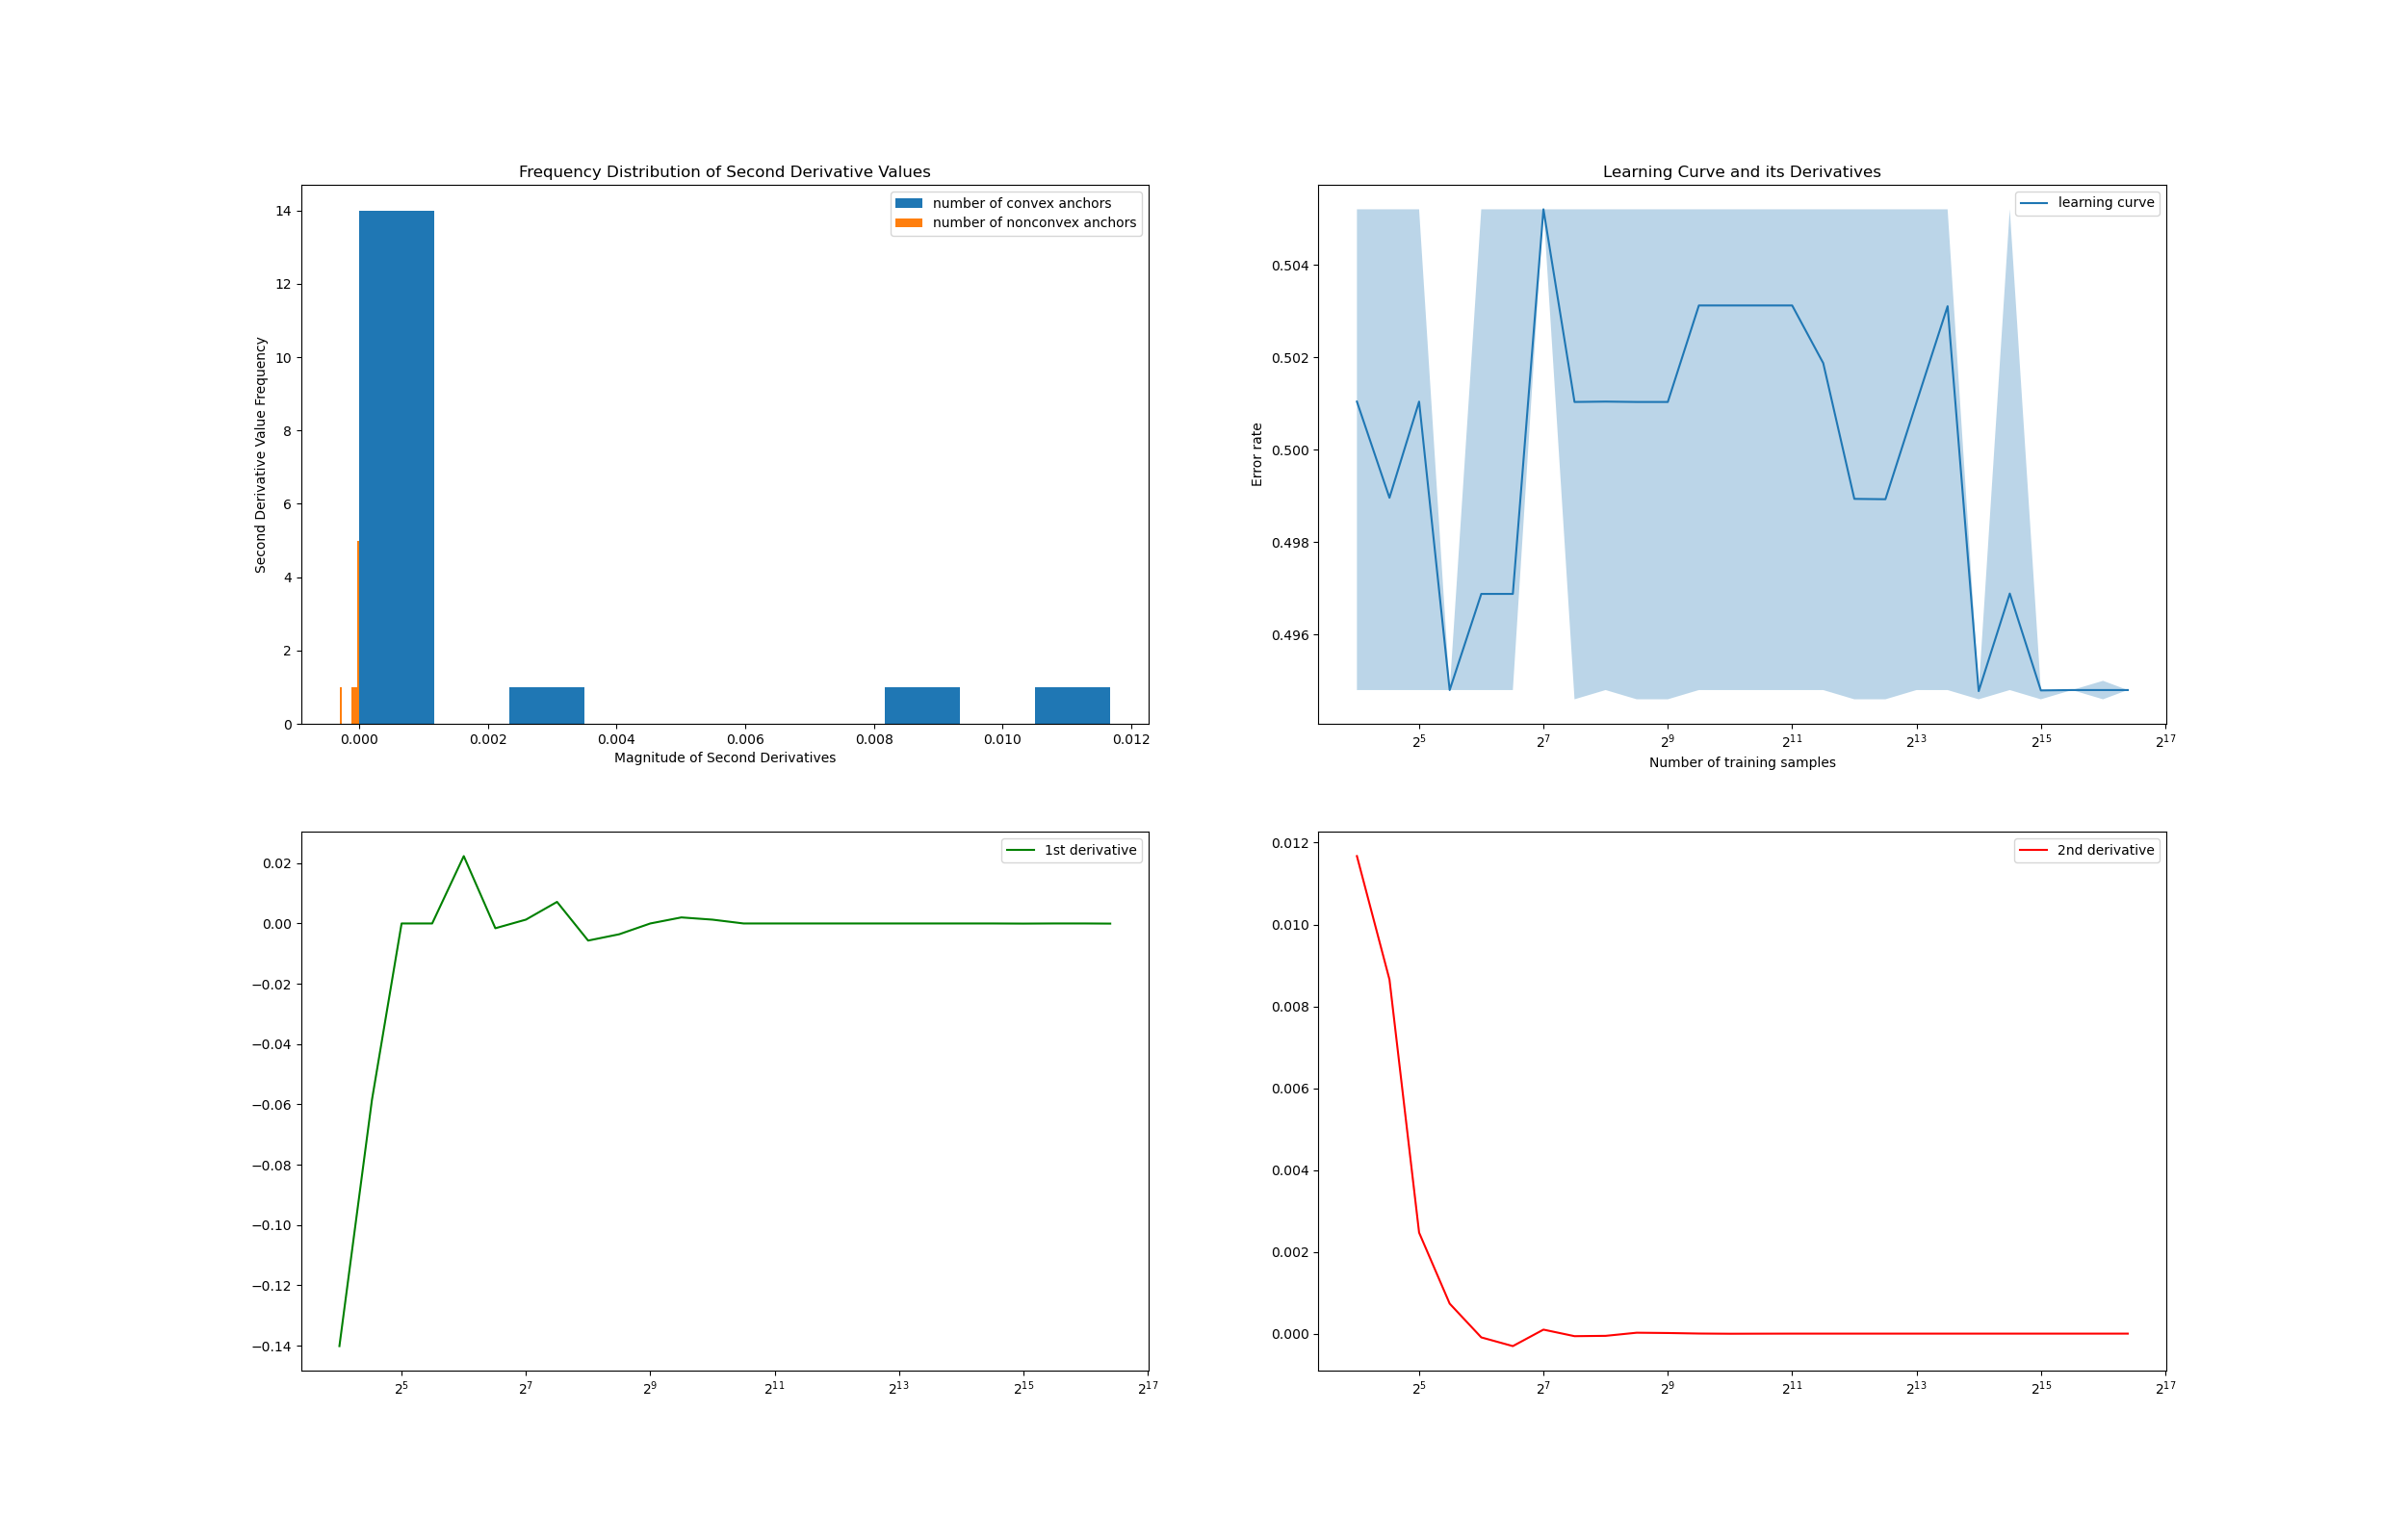 Frequency Distribution of Second Derivative Values
number of convex anchors
number of nonconvex anchors
Second Derivative Value Frequency
14
12
10
8
6
4
2
0
0.000 0.002 0.004 0.006 0.008 0.010 0.012
Magnitude of Second Derivatives
Learning Curve and its Derivatives
learning curve
Error rate
0.504
0.502
0.500
0.498
0.496
2^5 2^7 2^9 2^11 2^13 2^15 2^17
Number of training samples
1st derivative
0.02
0.00
−0.02
−0.04
−0.06
−0.08
−0.10
−0.12
−0.14
2^5 2^7 2^9 2^11 2^13 2^15 2^17
2nd derivative
0.012
0.010
0.008
0.006
0.004
0.002
0.000
2^5 2^7 2^9 2^11 2^13 2^15 2^17